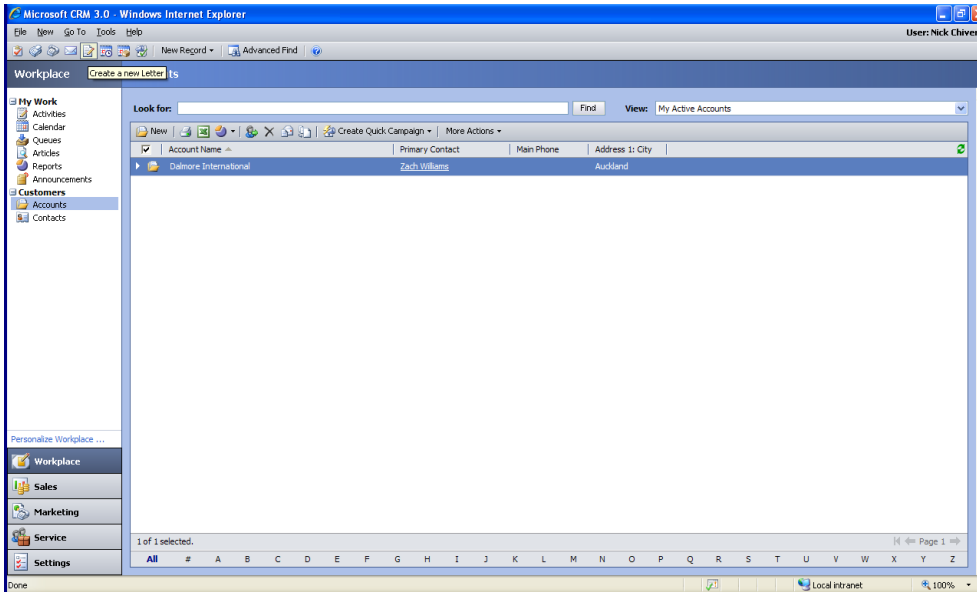 Microsoft CRM 3.0 - Windows Internet Explorer
File New Go To Tools Help User: Nick Chiver
New Record Advanced Find
Workplace Create a new Letter ts
My Work
Activities
Calendar
Queues
Articles
Reports
Announcements
Customers
Accounts
Contacts
Look for: Find View: My Active Accounts
New Create Quick Campaign More Actions
Account Name Primary Contact Main Phone Address 1: City
Dalmore International Zach Williams Auckland
Personalize Workplace ...
Workplace
Sales
Marketing
Service
Settings
1 of 1 selected. Page 1
All # A B C D E F G H I J K L M N O P Q R S T U V W X Y Z
Done Local intranet 100%